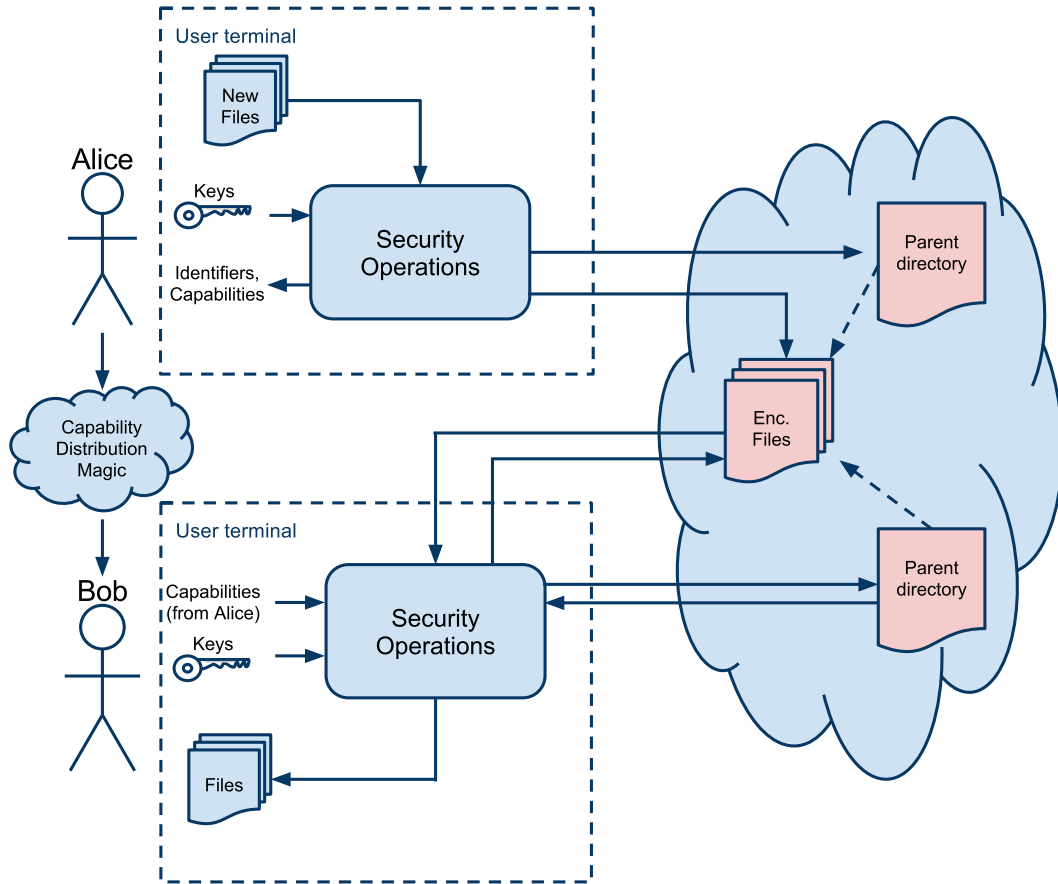 User terminal
New
Files
Alice
Keys
Security
Operations
Identifiers,
Capabilities
Parent
directory
Capability
Distribution
Magic
Enc.
Files
User terminal
Bob
Capabilities
(from Alice)
Keys
Security
Operations
Parent
directory
Files